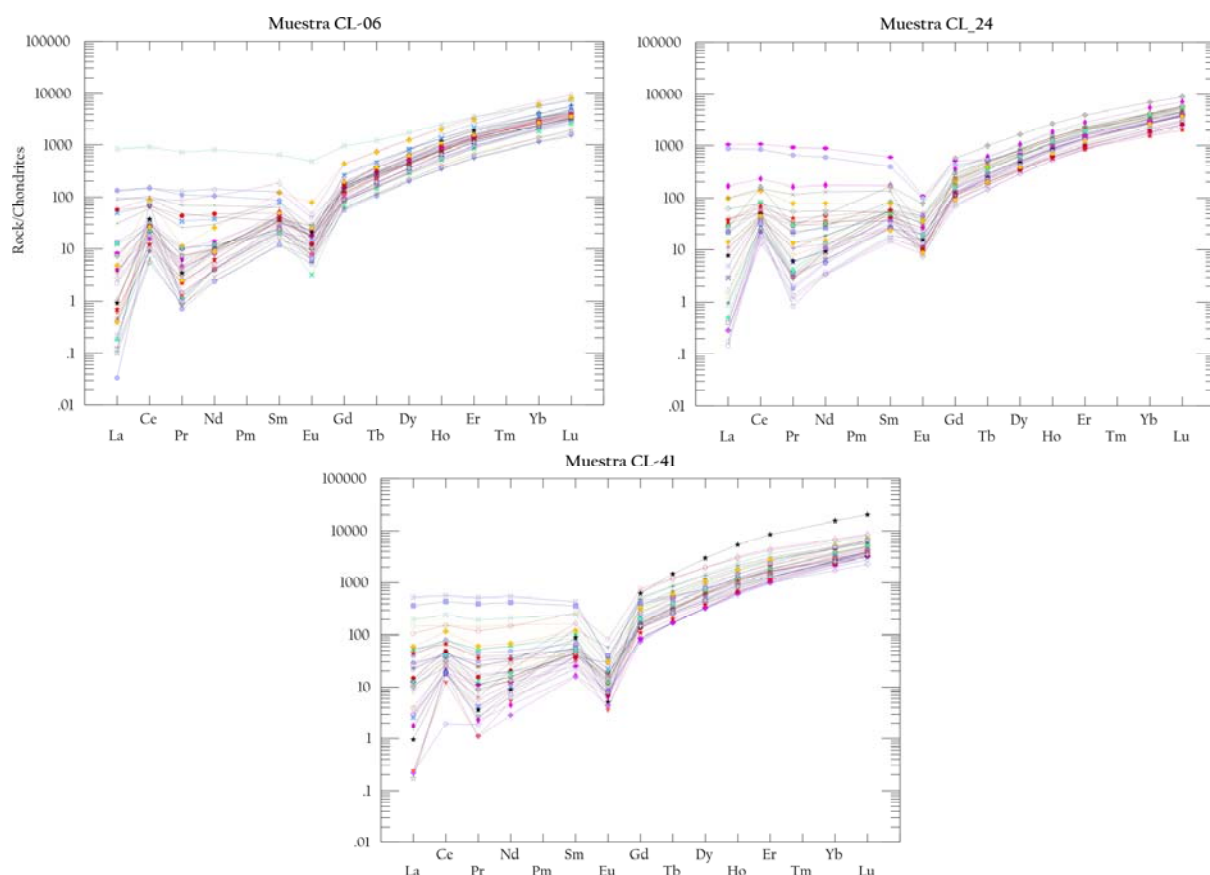 Muestra CL-06
100000
10000
1000
100
10
1
.1
.01
Rock/Chondrites
Ce Nd Sm Gd Dy Er Yb
La Pr Pm Eu Tb Ho Tm Lu
Muestra CL_24
100000
10000
1000
100
10
1
.1
.01
Ce Nd Sm Gd Dy Er Yb
La Pr Pm Eu Tb Ho Tm Lu
Muestra CL-41
100000
10000
1000
100
10
1
.1
.01
Ce Nd Sm Gd Dy Er Yb
La Pr Pm Eu Tb Ho Tm Lu